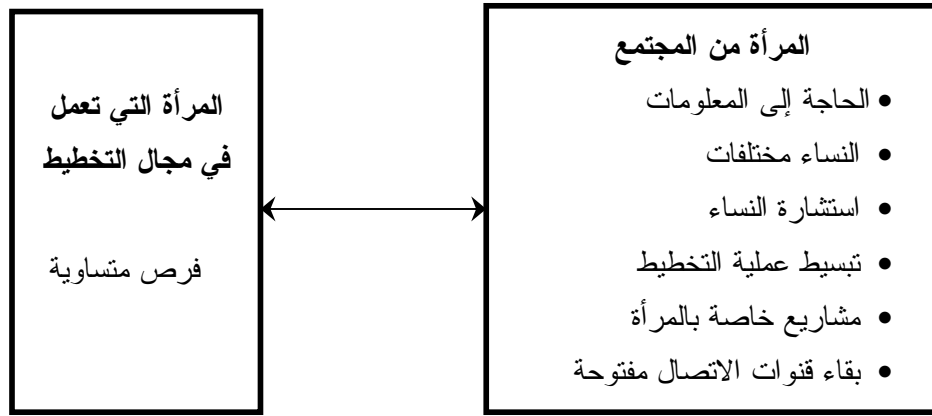 المرأة من المجتمع
• الحاجة إلى المعلومات
• النساء مختلفات
• استشارة النساء
• تبسيط عملية التخطيط
• مشاريع خاصة بالمرأة
• بقاء قنوات الاتصال مفتوحة
المرأة التي تعمل
في مجال التخطيط
فرص متساوية